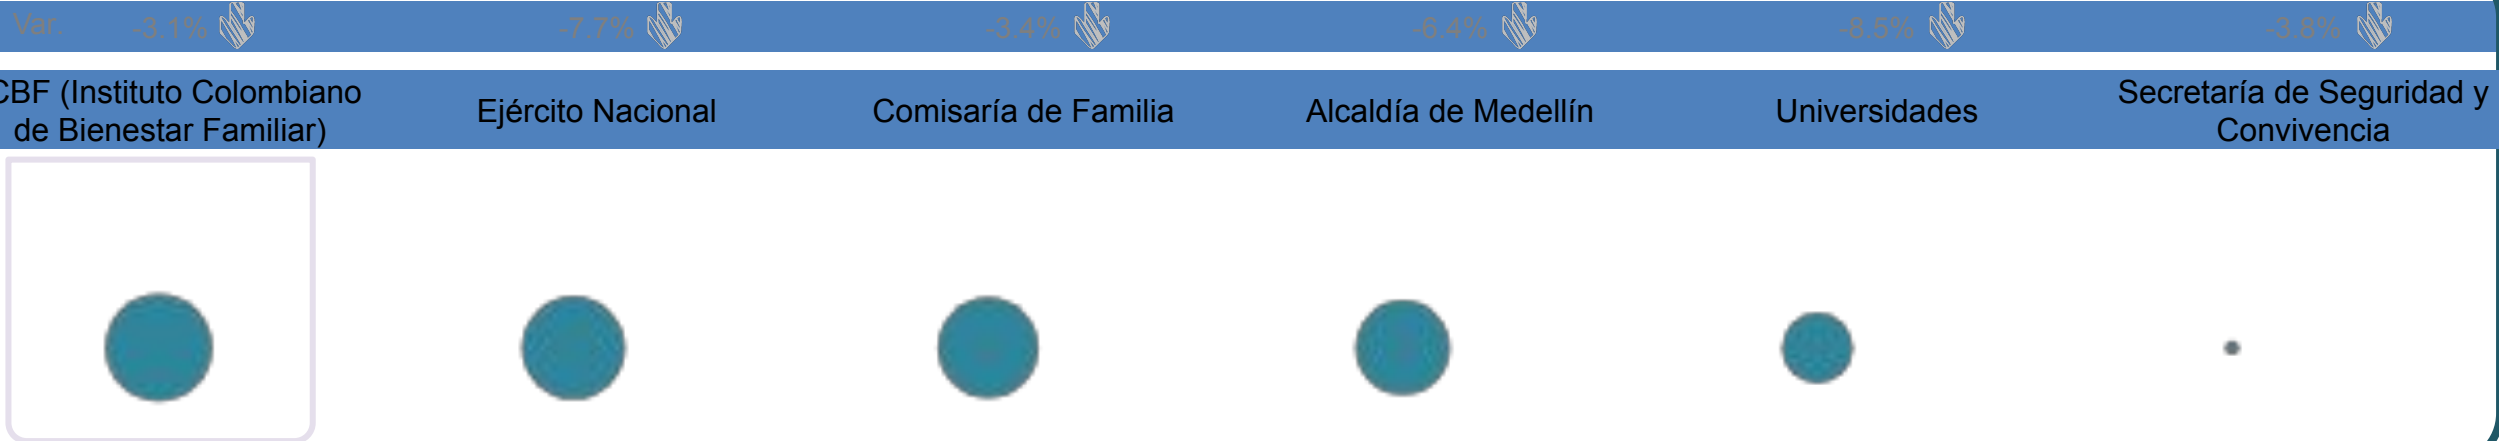 Var. -3.1% -7.7% -3.4% -6.4% -8.5% -3.8%
CBF (Instituto Colombiano
de Bienestar Familiar)
Ejército Nacional
Comisaría de Familia
Alcaldía de Medellín
Universidades
Secretaría de Seguridad y
Convivencia